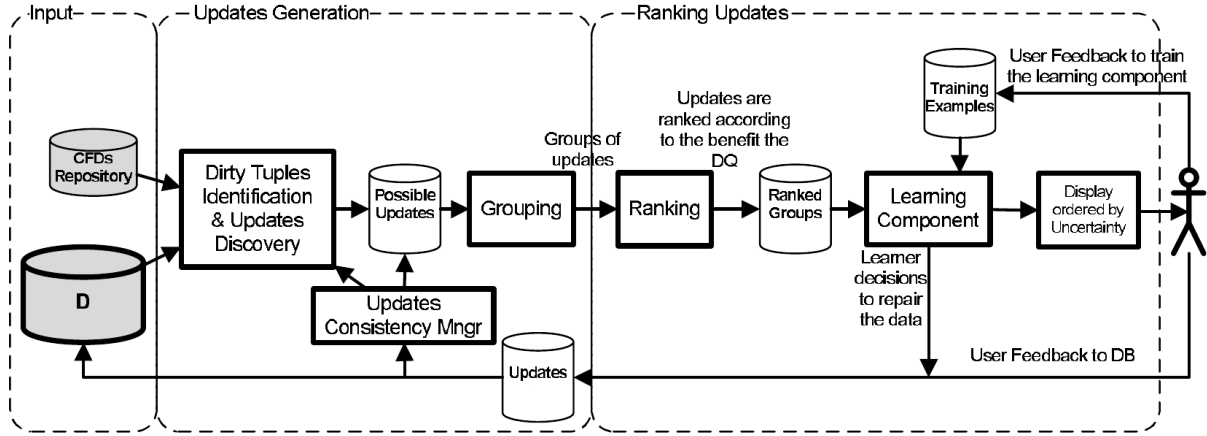 Input
Updates Generation
Ranking Updates
CFDs
Repository
D
Dirty Tuples
Identification
& Updates
Discovery
Possible
Updates
Updates
Consistency Mngr
Grouping
Groups of
updates
Ranking
Updates are
ranked according
to the benefit the
DQ
Ranked
Groups
Training
Examples
User Feedback to train
the learning component
Learning
Component
Display
ordered by
Uncertainty
Learner
decisions
to repair
the data
Updates
User Feedback to DB